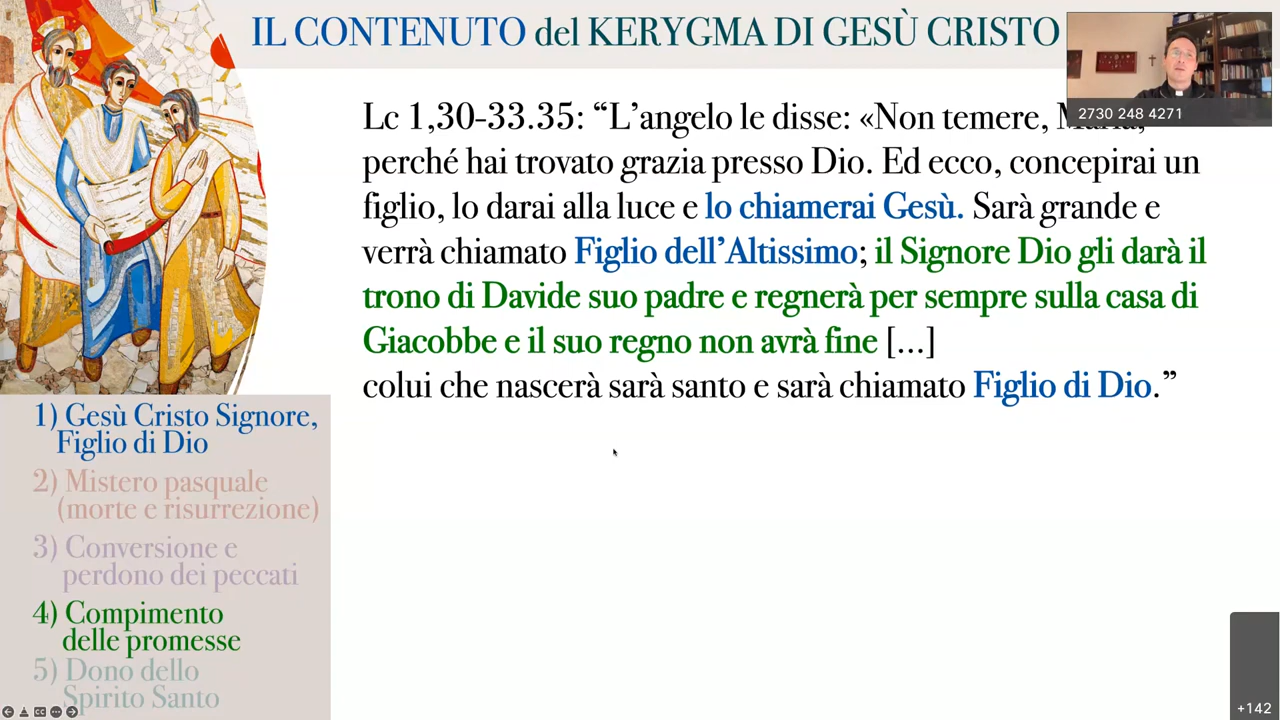 IL CONTENUTO del KERYGMA DI GESÙ CRISTO
2730 248 4271
Lc 1,30-33.35: “L’angelo le disse: «Non temere, Maria,
perché hai trovato grazia presso Dio. Ed ecco, concepirai un
figlio, lo darai alla luce e lo chiamerai Gesù. Sarà grande e
verrà chiamato Figlio dell’Altissimo; il Signore Dio gli darà il
trono di Davide suo padre e regnerà per sempre sulla casa di
Giacobbe e il suo regno non avrà fine [...]
colui che nascerà sarà santo e sarà chiamato Figlio di Dio.”
1) Gesù Cristo Signore,
Figlio di Dio
2) Mistero pasquale
(morte e risurrezione)
3) Conversione e
perdono dei peccati
4) Compimento
delle promesse
5) Dono dello
Spirito Santo
+142